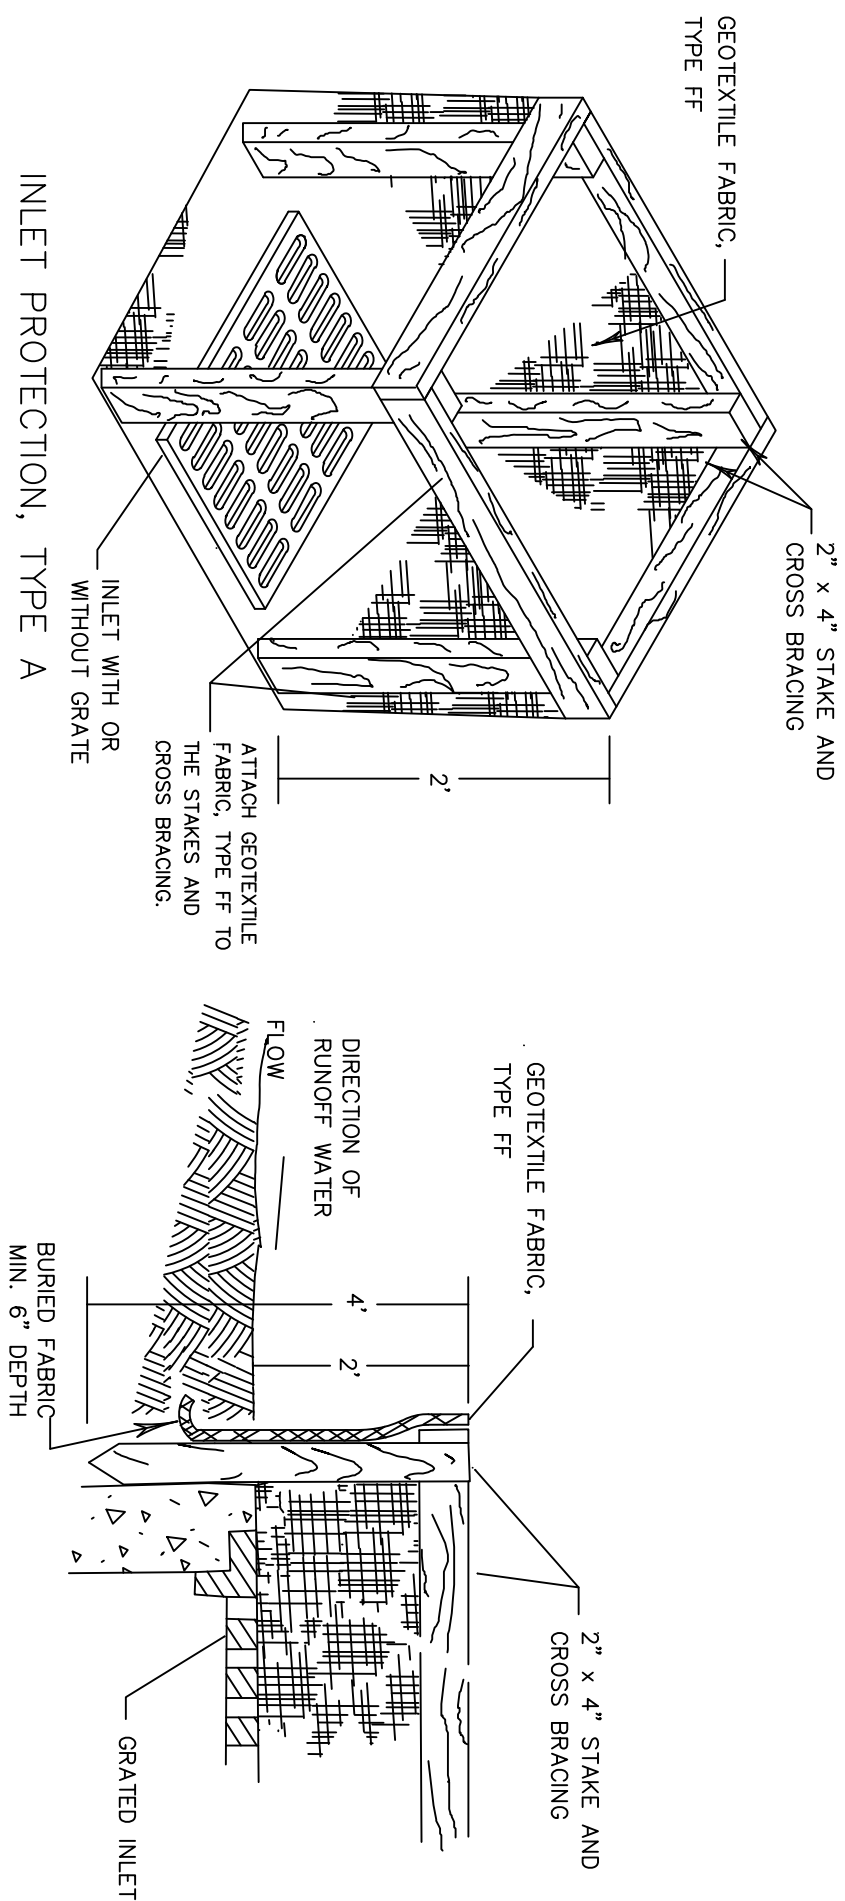 GEOTEXTILE FABRIC,
TYPE FF
2" x 4" STAKE AND
CROSS BRACING
2'
ATTACH GEOTEXTILE
FABRIC, TYPE FF TO
THE STAKES AND
CROSS BRACING.
INLET WITH OR
WITHOUT GRATE
INLET PROTECTION, TYPE A
GEOTEXTILE FABRIC,
TYPE FF
2" x 4" STAKE AND
CROSS BRACING
DIRECTION OF
RUNOFF WATER
FLOW
4'
2'
BURIED FABRIC
MIN. 6" DEPTH
GRATED INLET